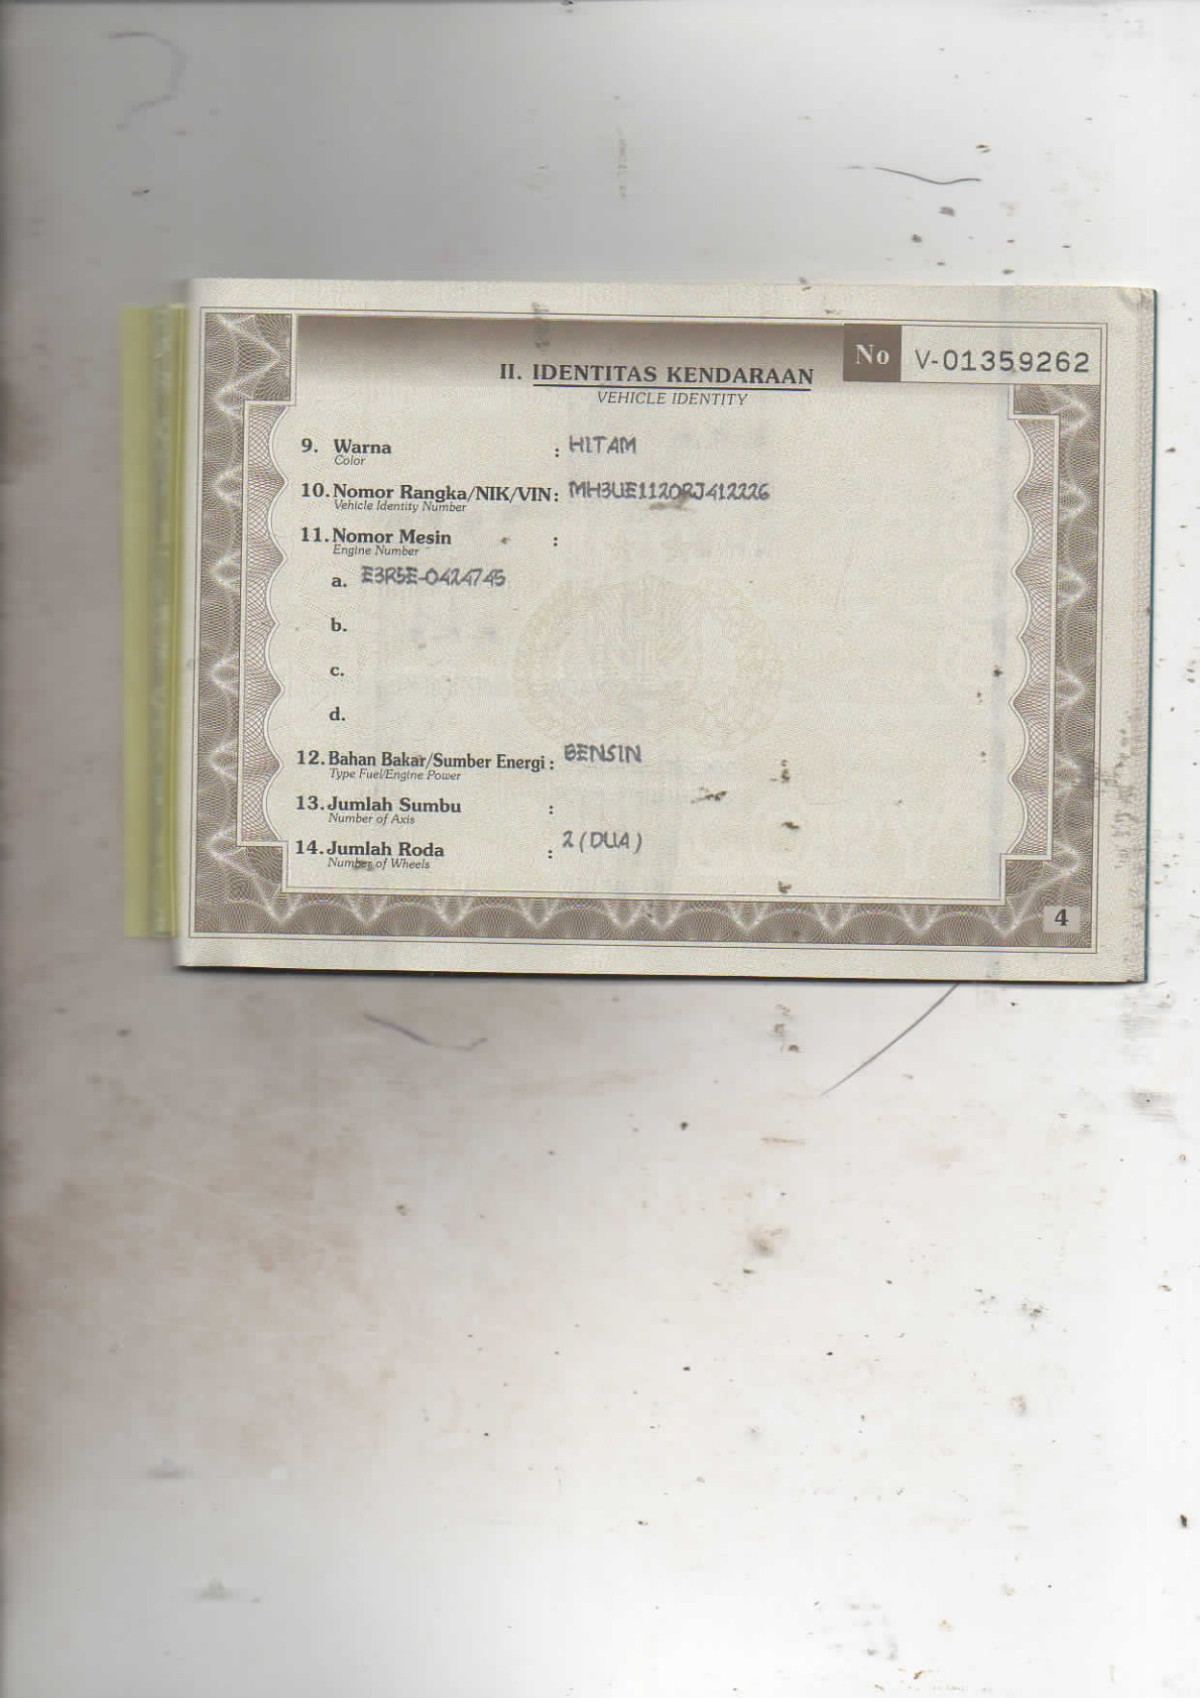 No V-01359262
II. IDENTITAS KENDARAAN
VEHICLE IDENTITY
9. Warna : HITAM
Color
10. Nomor Rangka/NIK/VIN : MH3UE1120RJ412226
Vehicle Identity Number
11. Nomor Mesin :
Engine Number
a. E3R5E-0424745
b.
c.
d.
12. Bahan Bakar/Sumber Energi : BENSIN
Type Fuel/Engine Power
13. Jumlah Sumbu :
Number of Axis
14. Jumlah Roda : 2 (DUA)
Number of Wheels
4